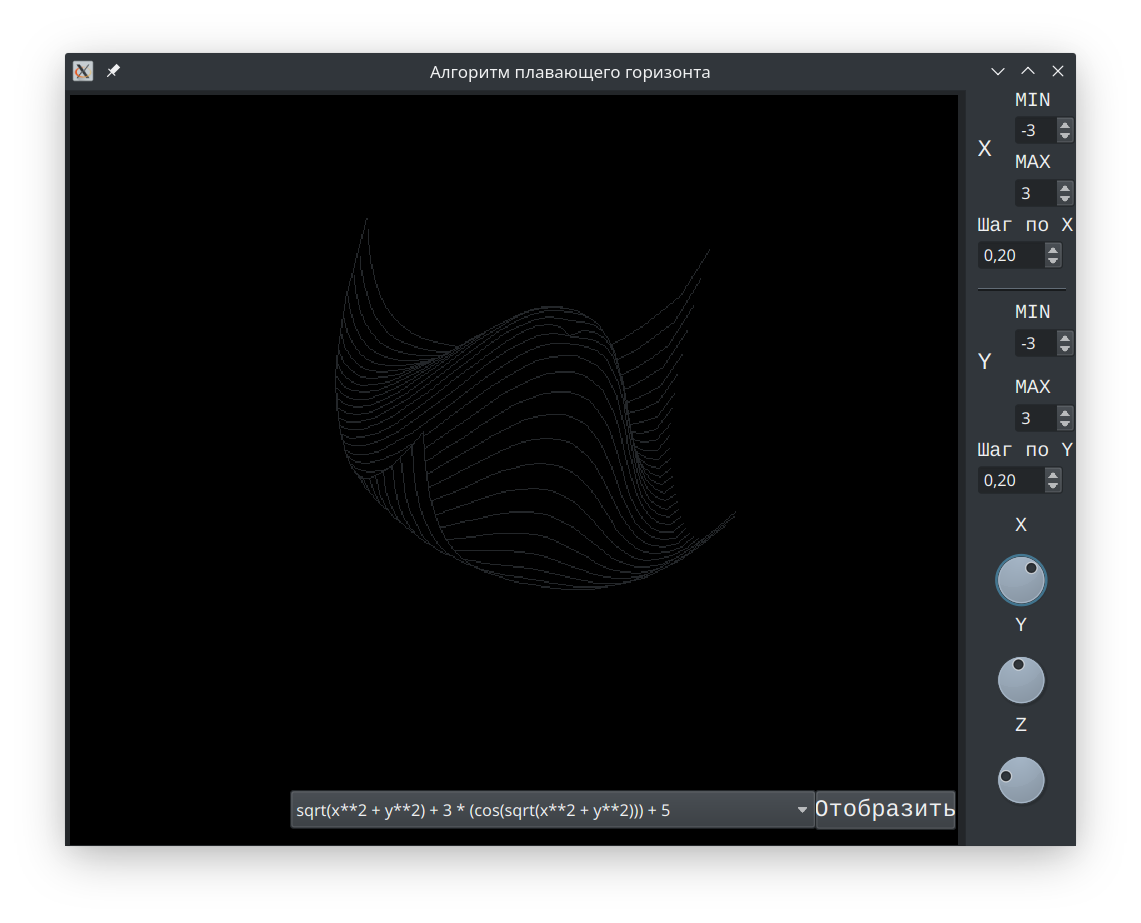 Алгоритм плавающего горизонта
MIN
-3
X
MAX
3
Шаг по X
0,20
MIN
-3
Y
MAX
3
Шаг по Y
0,20
X
Y
Z
sqrt(x**2 + y**2) + 3 * (cos(sqrt(x**2 + y**2))) + 5
Отобразить